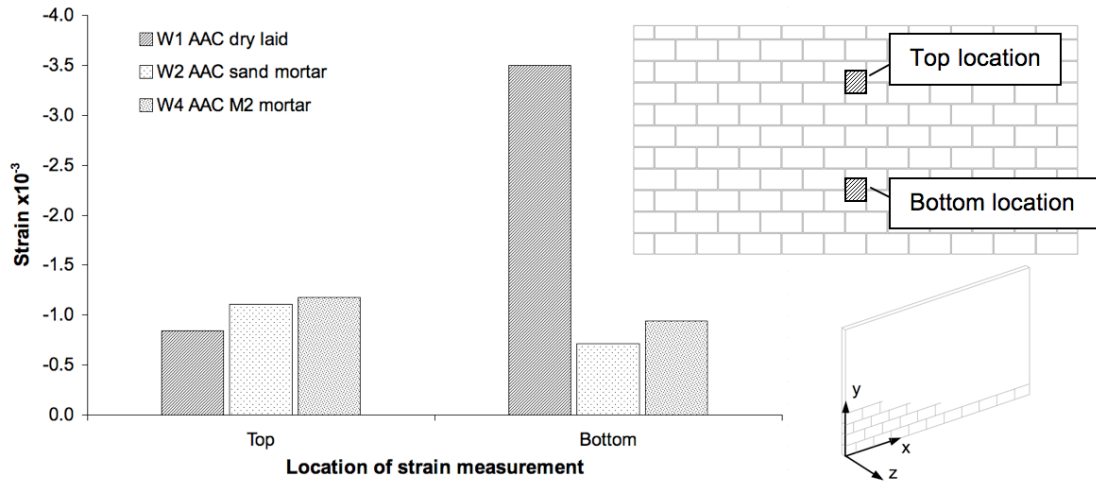 -4.0
-3.5
-3.0
-2.5
-2.0
-1.5
-1.0
-0.5
0.0
Strain x10⁻³
W1 AAC dry laid
W2 AAC sand mortar
W4 AAC M2 mortar
Top
Bottom
Location of strain measurement
Top location
Bottom location
y
x
z